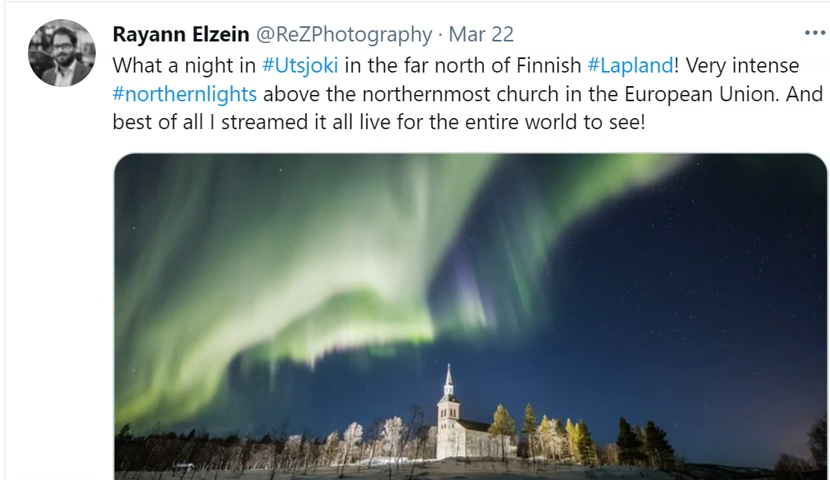 Rayann Elzein @ReZPhotography · Mar 22
What a night in #Utsjoki in the far north of Finnish #Lapland! Very intense
#northernlights above the northernmost church in the European Union. And
best of all I streamed it all live for the entire world to see!